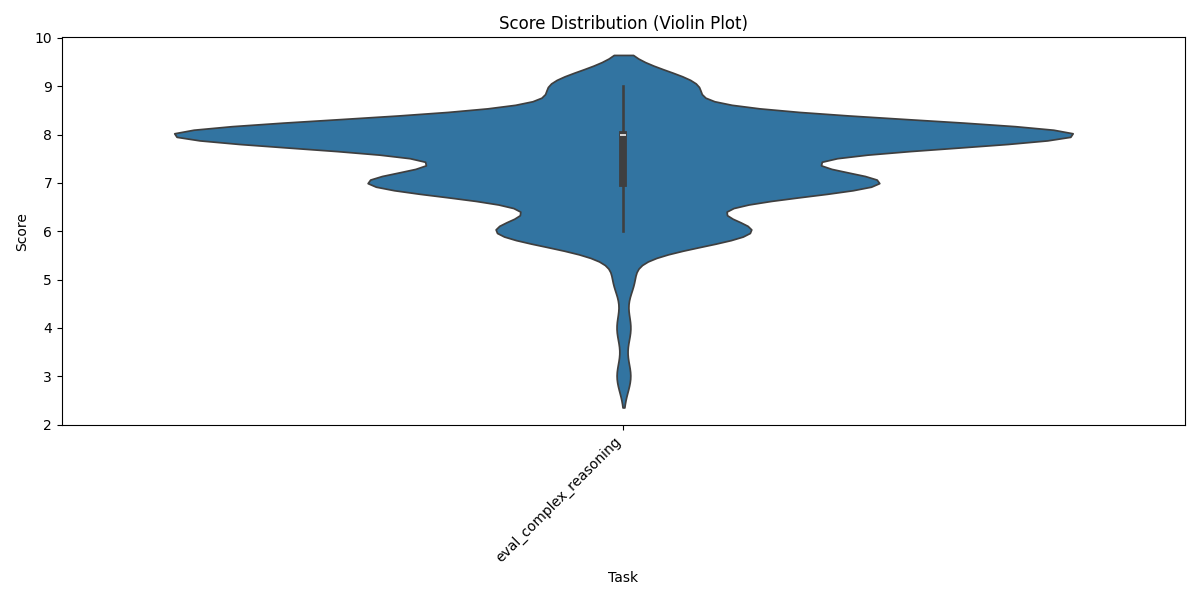 Score Distribution (Violin Plot)
10
9
8
7
6
5
4
3
2
Score
eval_complex_reasoning
Task